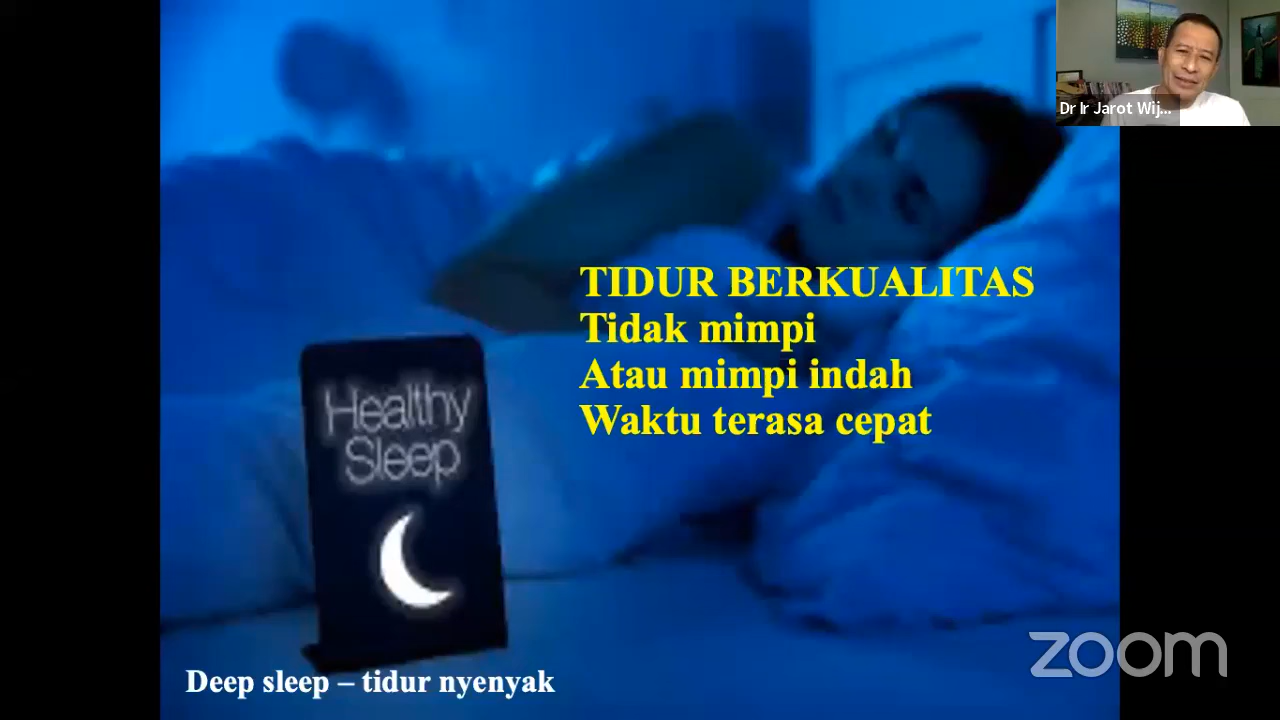 Dr Ir Jarot Wij...
TIDUR BERKUALITAS
Tidak mimpi
Atau mimpi indah
Waktu terasa cepat
Healthy
Sleep
Deep sleep – tidur nyenyak
zoom